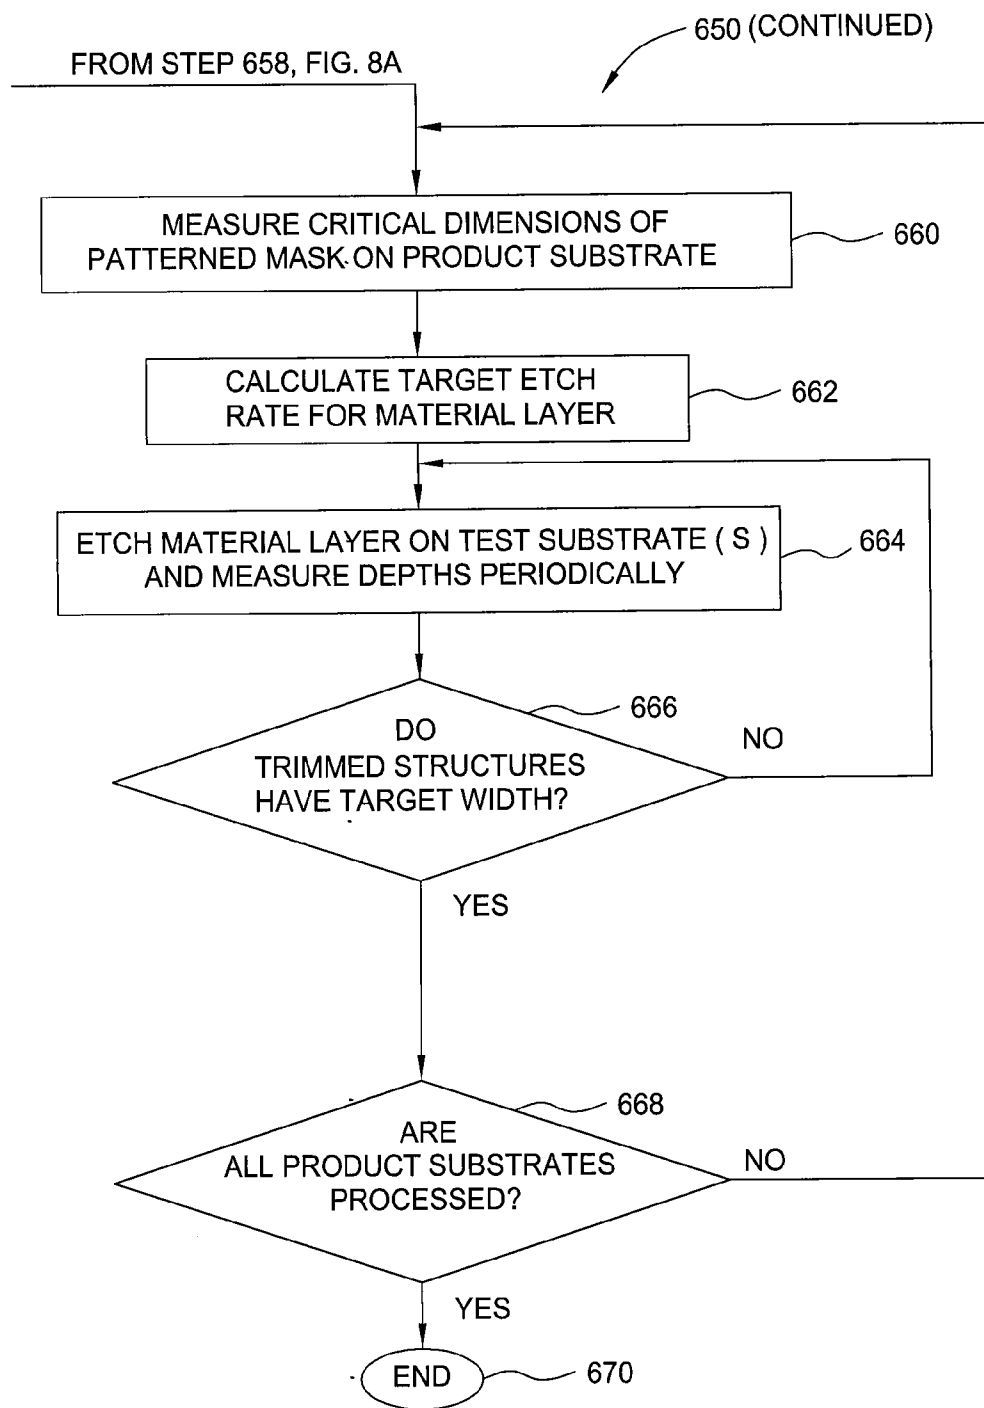 650 (CONTINUED)
FROM STEP 658, FIG. 8A
MEASURE CRITICAL DIMENSIONS OF
PATTERNED MASK ON PRODUCT SUBSTRATE
660
CALCULATE TARGET ETCH
RATE FOR MATERIAL LAYER
662
ETCH MATERIAL LAYER ON TEST SUBSTRATE ( S )
AND MEASURE DEPTHS PERIODICALLY
664
666
DO
TRIMMED STRUCTURES
HAVE TARGET WIDTH?
NO
YES
668
ARE
ALL PRODUCT SUBSTRATES
PROCESSED?
NO
YES
END
670